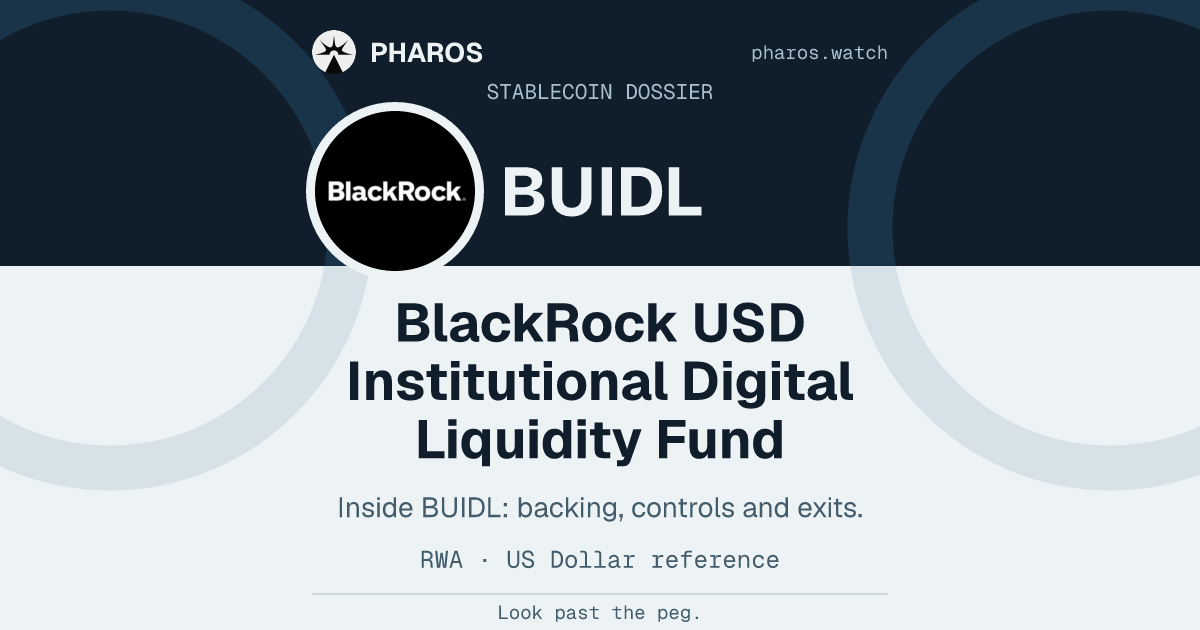 PHAROS
pharos.watch
STABLECOIN DOSSIER
BlackRock.
BUIDL
BlackRock USD
Institutional Digital
Liquidity Fund
Inside BUIDL: backing, controls and exits.
RWA · US Dollar reference
Look past the peg.